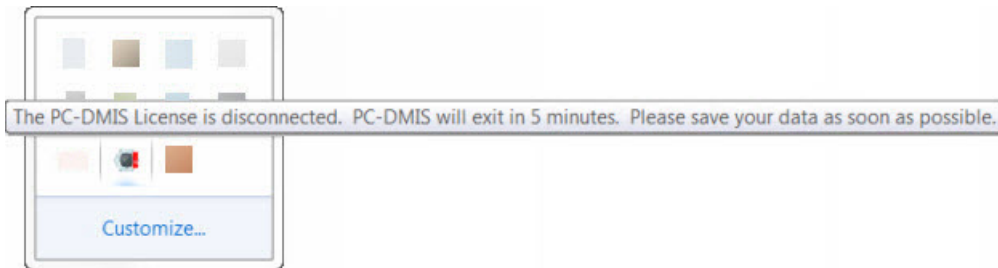 The PC-DMIS License is disconnected.  PC-DMIS will exit in 5 minutes.  Please save your data as soon as possible.
Customize...